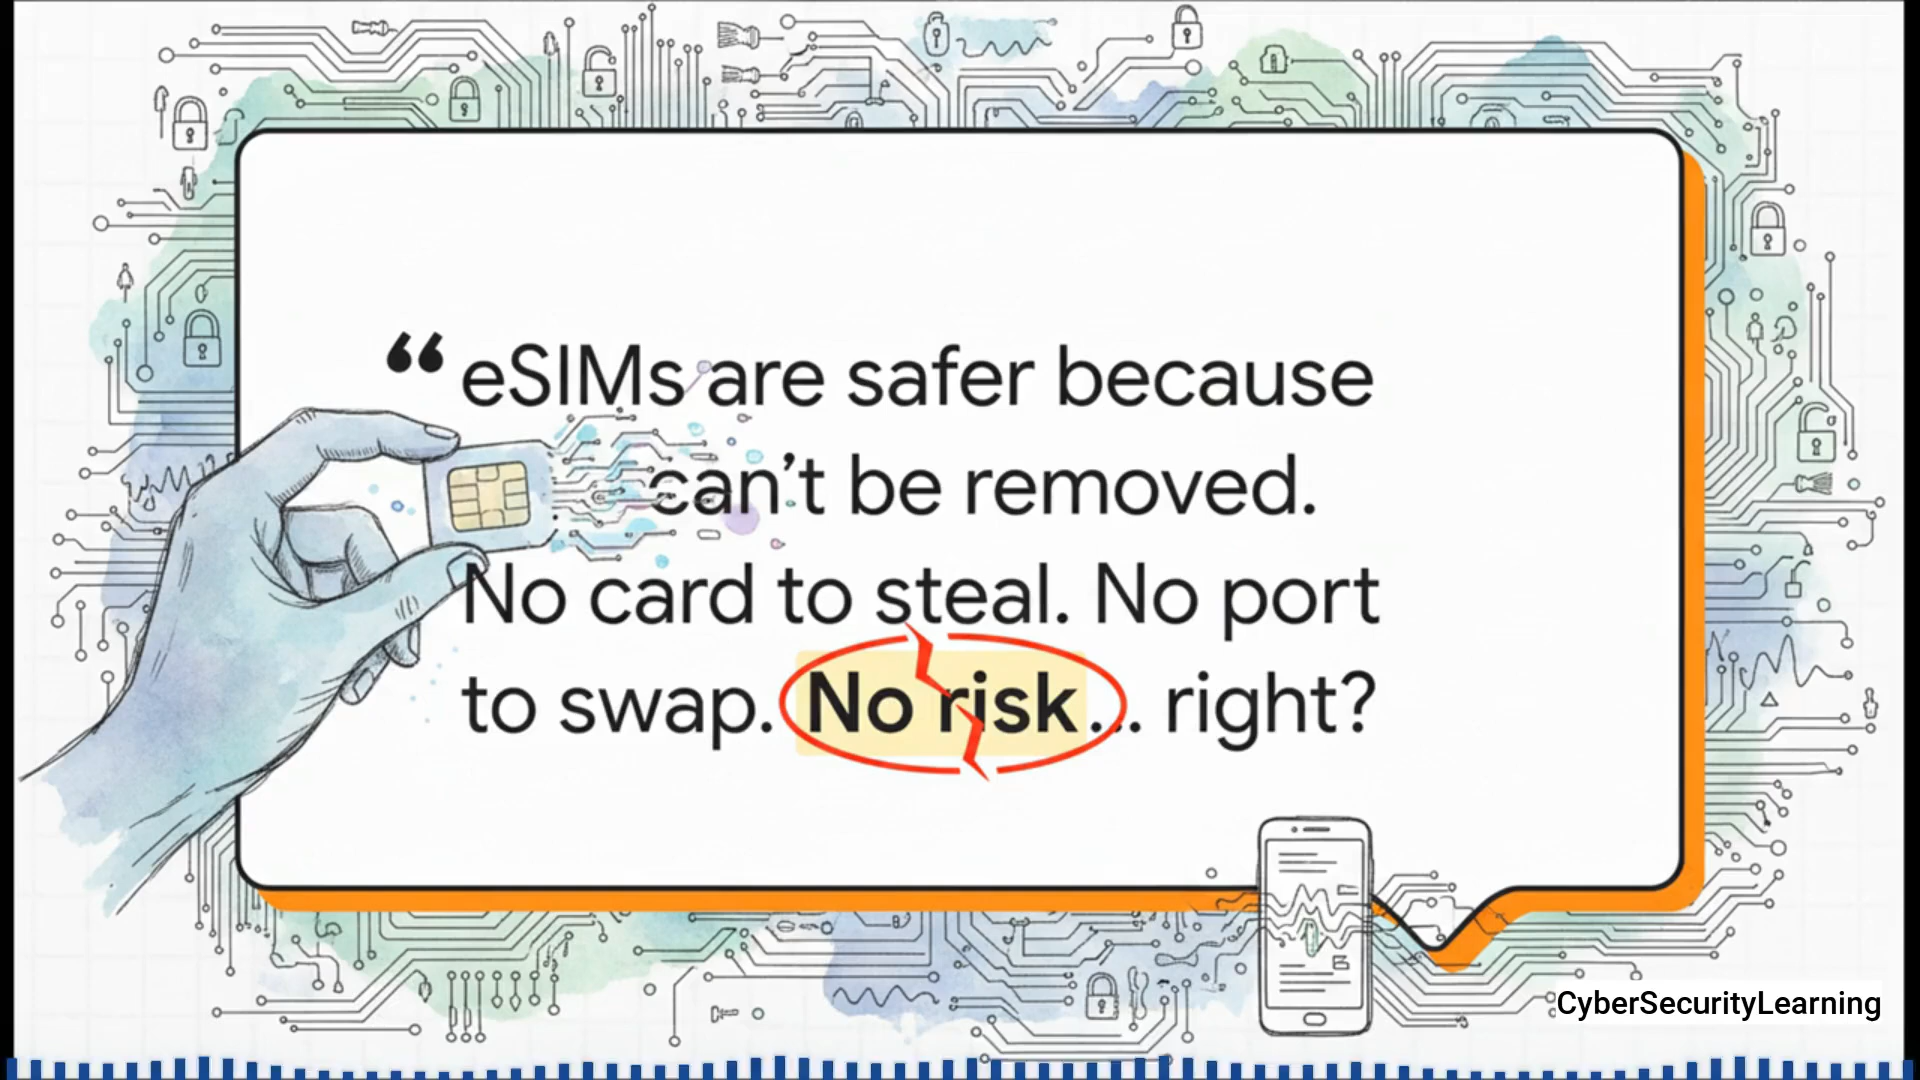 “eSIMs are safer because
can’t be removed.
No card to steal. No port
to swap. No risk... right?
CyberSecurityLearning